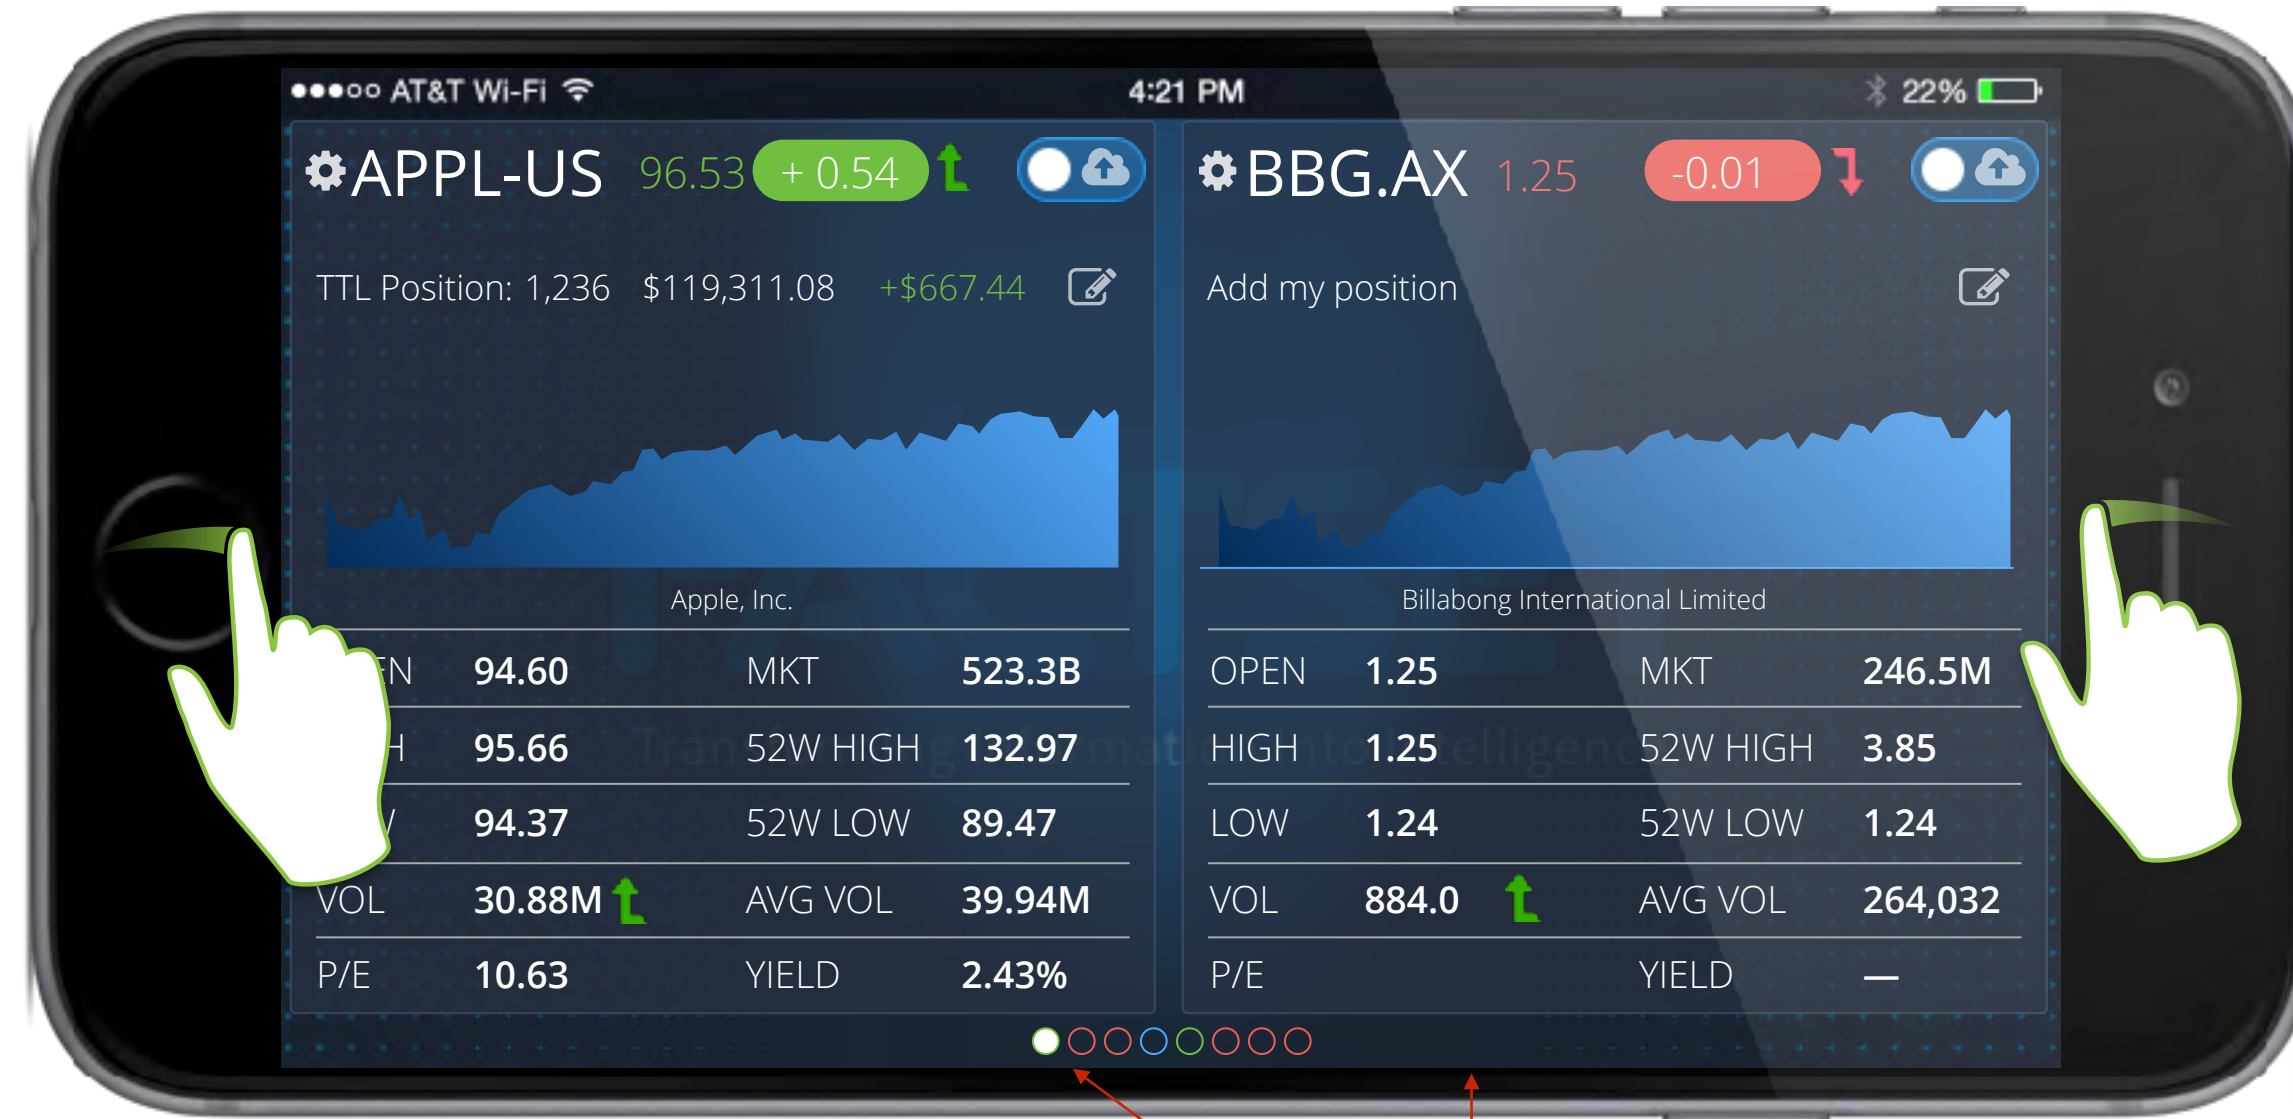 AT&T Wi-Fi 4:21 PM 22%
APPL-US 96.53 + 0.54
TTL Position: 1,236 $119,311.08 +$667.44
Apple, Inc.
94.60 MKT 523.3B
95.66 52W HIGH 132.97
94.37 52W LOW 89.47
VOL 30.88M AVG VOL 39.94M
P/E 10.63 YIELD 2.43%
BBG.AX 1.25 -0.01
Add my position
Billabong International Limited
OPEN 1.25 MKT 246.5M
HIGH 1.25 52W HIGH 3.85
LOW 1.24 52W LOW 1.24
VOL 884.0 AVG VOL 264,032
P/E YIELD —